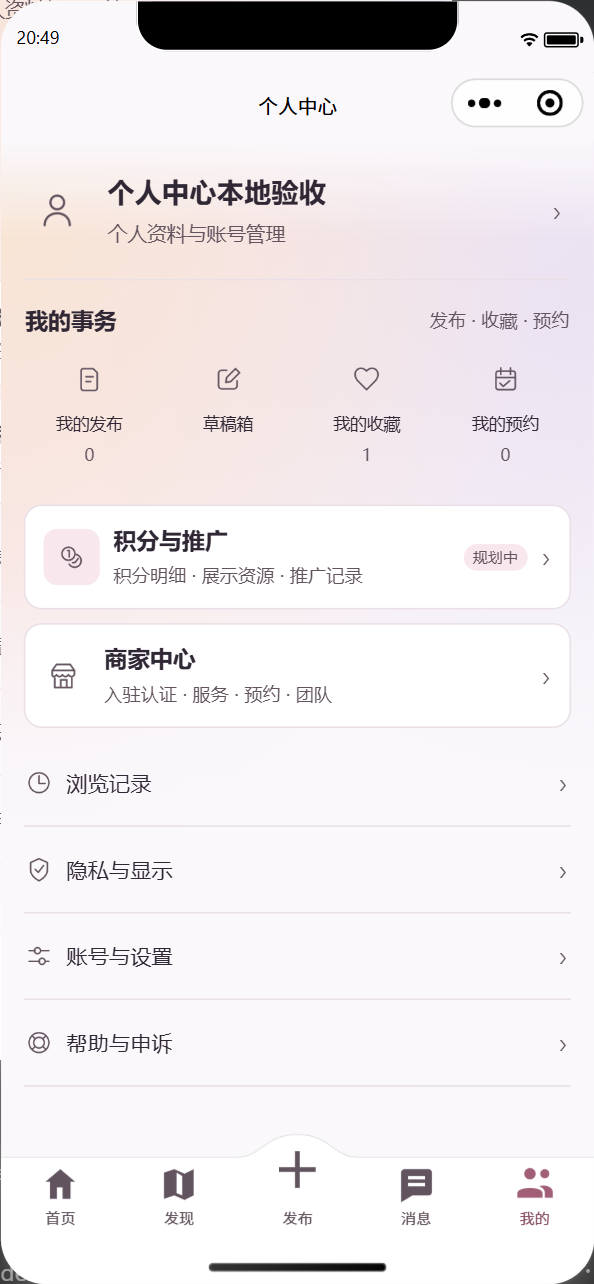 20:49
个人中心
个人中心本地验收
个人资料与账号管理
我的事务
发布 · 收藏 · 预约
我的发布
草稿箱
我的收藏
我的预约
0
1
0
积分与推广
规划中
积分明细 · 展示资源 · 推广记录
商家中心
入驻认证 · 服务 · 预约 · 团队
浏览记录
隐私与显示
账号与设置
帮助与申诉
首页
发现
发布
消息
我的